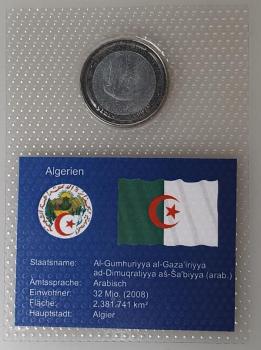 Algerien
Staatsname: Al-Gumhuriyya al-Gaza'iriyya
ad-Dimuqratiyya aš-Ša'biyya (arab.)
Amtssprache: Arabisch
Einwohner: 32 Mio. (2008)
Fläche: 2.381.741 km²
Hauptstadt: Algier